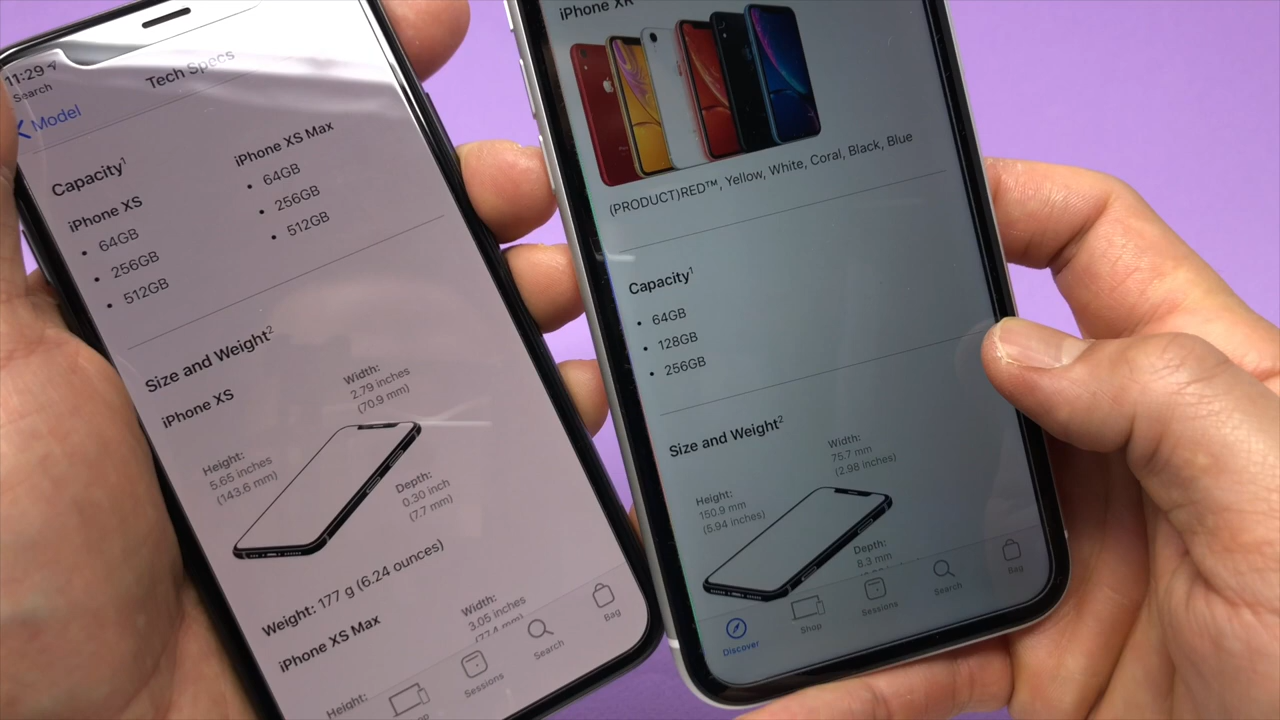 11:29
Search
Model
Tech Specs
Capacity1
iPhone XS
• 64GB
• 256GB
• 512GB
iPhone XS Max
• 64GB
• 256GB
• 512GB
Size and Weight2
iPhone XS
Width:
2.79 inches
(70.9 mm)
Height:
5.65 inches
(143.6 mm)
Depth:
0.30 inch
(7.7 mm)
Weight: 177 g (6.24 ounces)
iPhone XS Max
Width:
3.05 inches
(77.4 mm)
Height:
Sessions
Search
Bag
iPhone XR
(PRODUCT)RED™, Yellow, White, Coral, Black, Blue
Capacity1
• 64GB
• 128GB
• 256GB
Size and Weight2
Width:
75.7 mm
(2.98 inches)
Height:
150.9 mm
(5.94 inches)
Depth:
8.3 mm
Discover
Shop
Sessions
Search
Bag